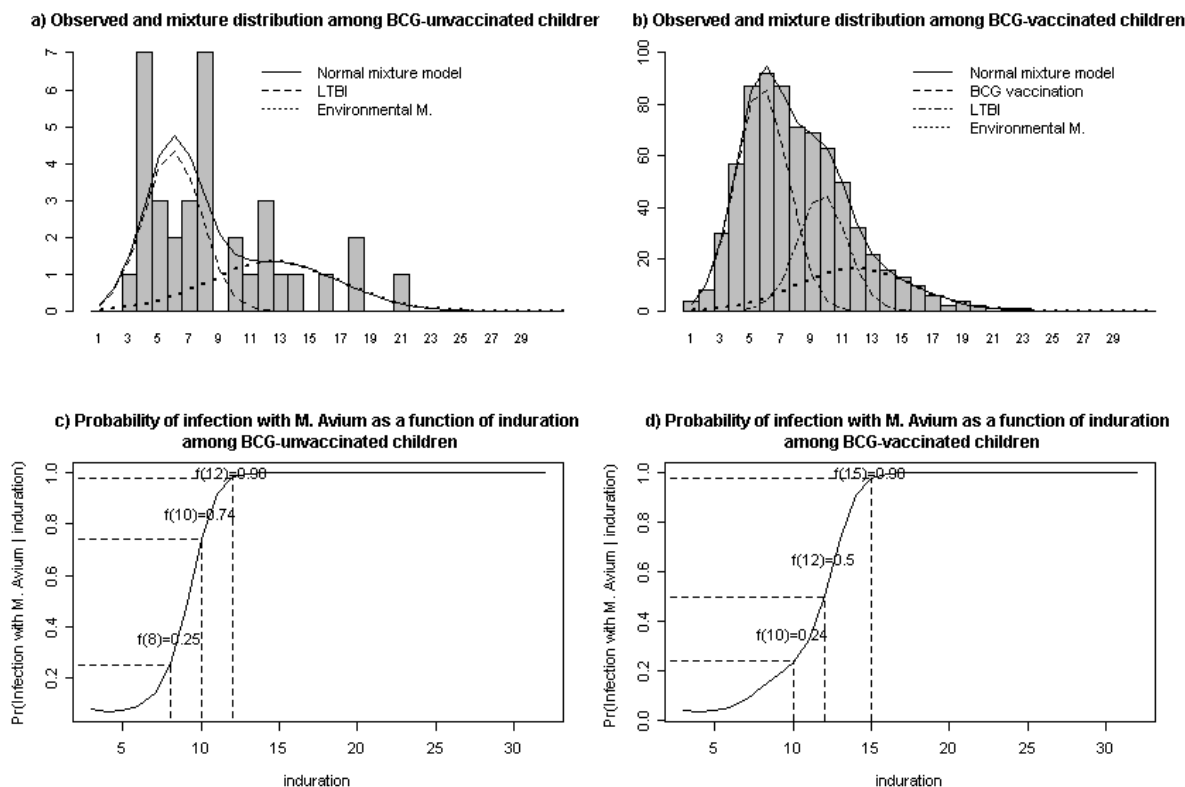 a) Observed and mixture distribution among BCG-unvaccinated children
7
6
5
4
3
2
1
0
Normal mixture model
LTBI
Environmental M.
1 3 5 7 9 11 13 15 17 19 21 23 25 27 29
b) Observed and mixture distribution among BCG-vaccinated children
100
80
60
40
20
0
Normal mixture model
BCG vaccination
LTBI
Environmental M.
1 3 5 7 9 11 13 15 17 19 21 23 25 27 29
c) Probability of infection with M. Avium as a function of induration
among BCG-unvaccinated children
Pr(Infection with M. Avium | induration)
1.0
0.8
0.6
0.4
0.2
f(12)=0.98
f(10)=0.74
f(8)=0.25
5 10 15 20 25 30
induration
d) Probability of infection with M. Avium as a function of induration
among BCG-vaccinated children
Pr(Infection with M. Avium | induration)
1.0
0.8
0.6
0.4
0.2
0.0
f(15)=0.98
f(12)=0.5
f(10)=0.24
5 10 15 20 25 30
induration